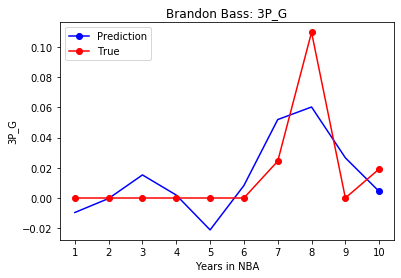 Brandon Bass: 3P_G
Prediction
True
3P_G
0.10
0.08
0.06
0.04
0.02
0.00
−0.02
1 2 3 4 5 6 7 8 9 10
Years in NBA